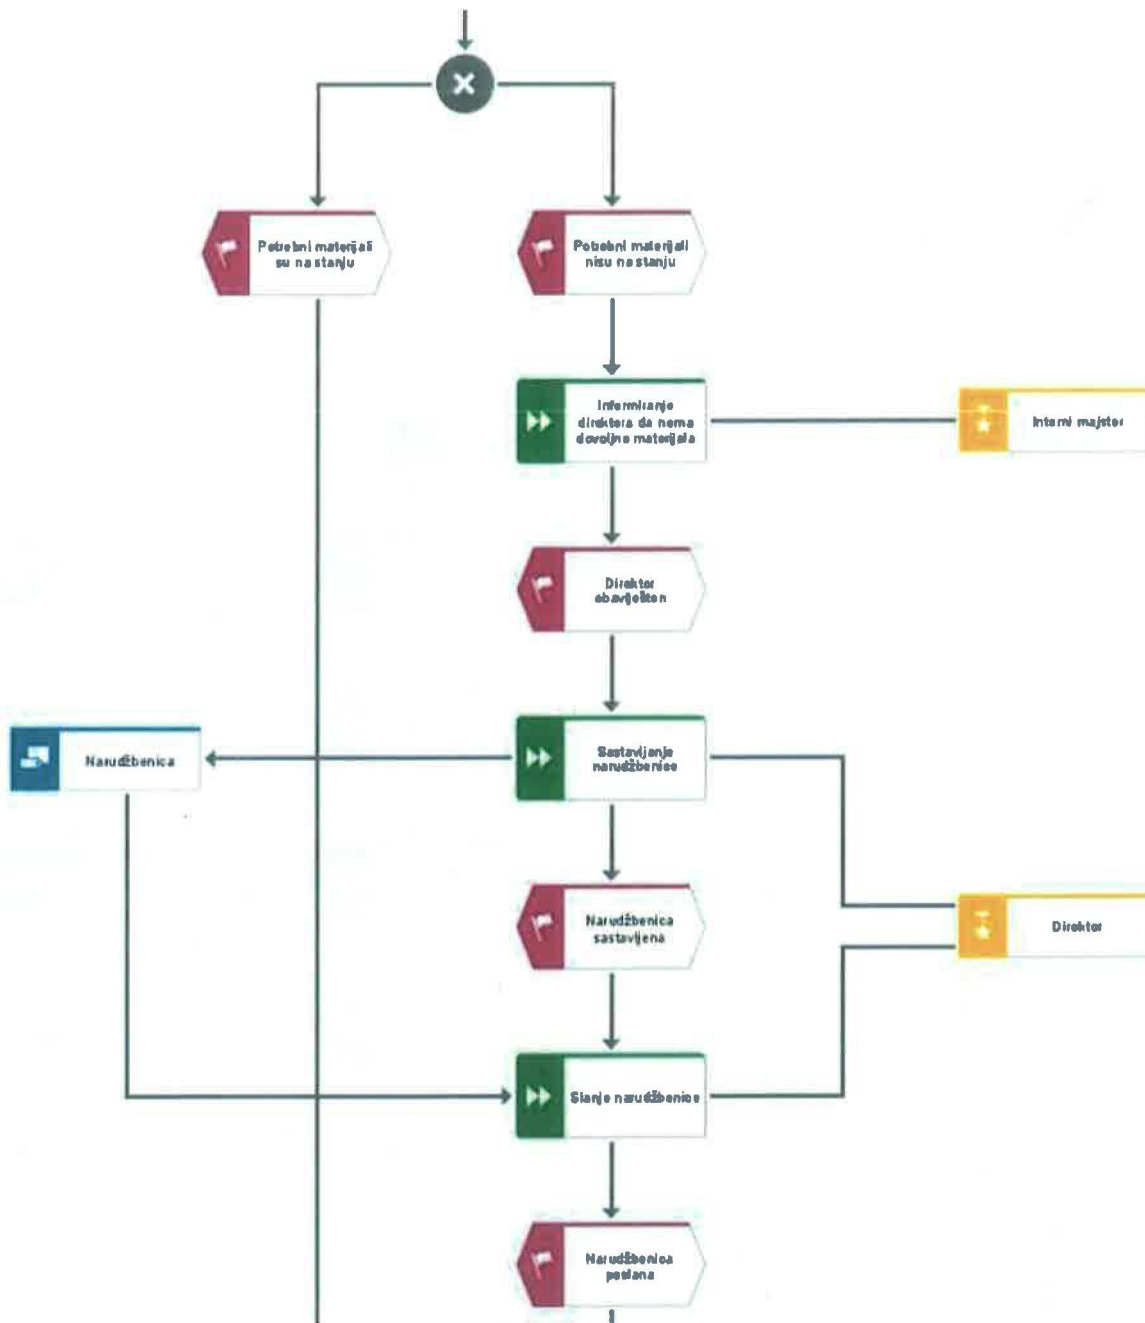 Potrebni materijali
su na stanju
Potrebni materijali
nisu na stanju
Informiranje
direktora da nema
dovoljno materijala
Interni majstor
Direktor
obaviješten
Narudžbenica
Sastavljanje
narudžbenice
Narudžbenica
sastavljena
Direktor
Slanje narudžbenice
Narudžbenica
poslana